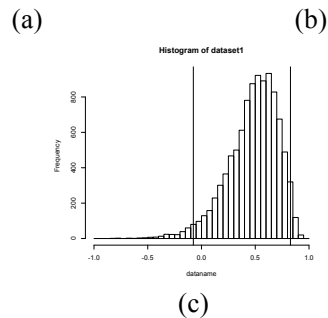 (a) (b)
Histogram of dataset1
Frequency
800
600
400
200
0
-1.0 -0.5 0.0 0.5 1.0
dataname
(c)